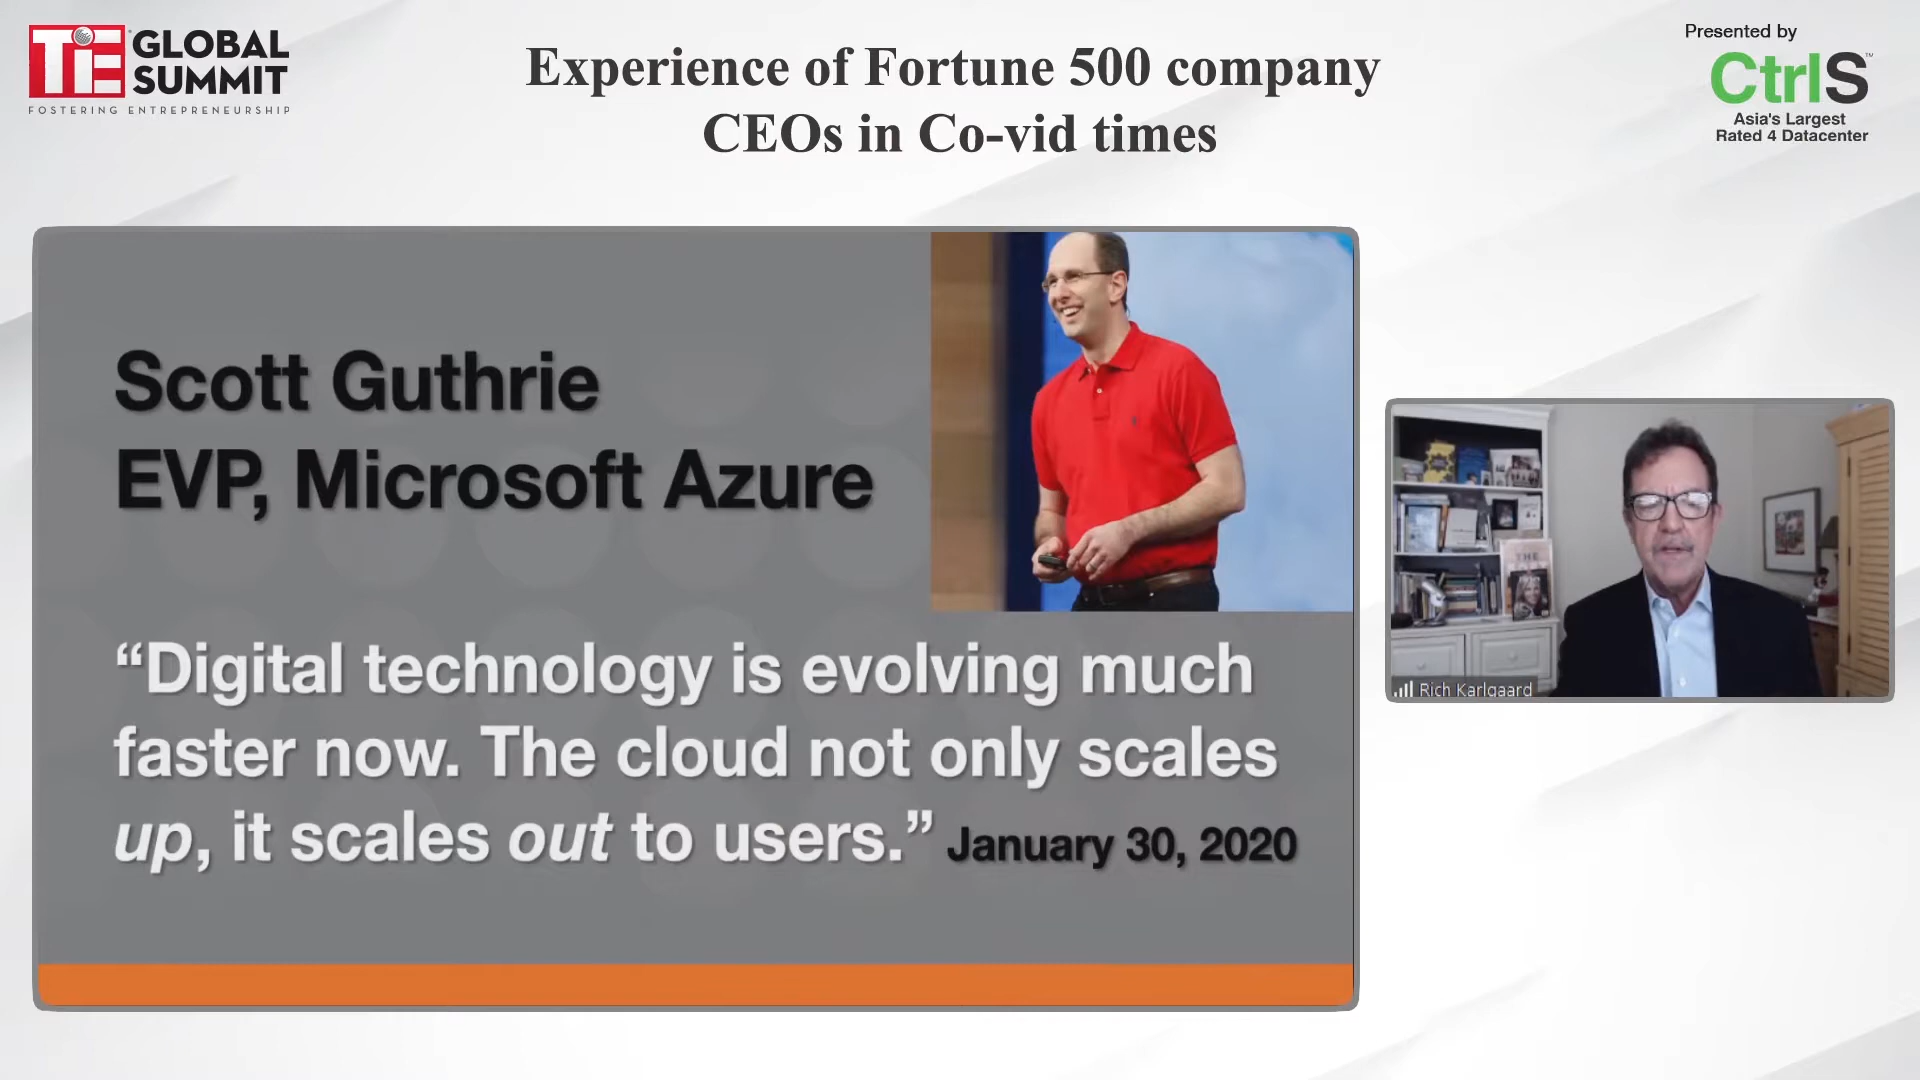 TiE GLOBAL
SUMMIT
FOSTERING ENTREPRENEURSHIP
Experience of Fortune 500 company
CEOs in Co-vid times
Presented by
CtrlS™
Asia's Largest
Rated 4 Datacenter
Scott Guthrie
EVP, Microsoft Azure
“Digital technology is evolving much
faster now. The cloud not only scales
up, it scales out to users.” January 30, 2020
THE
Rich Karlgaard